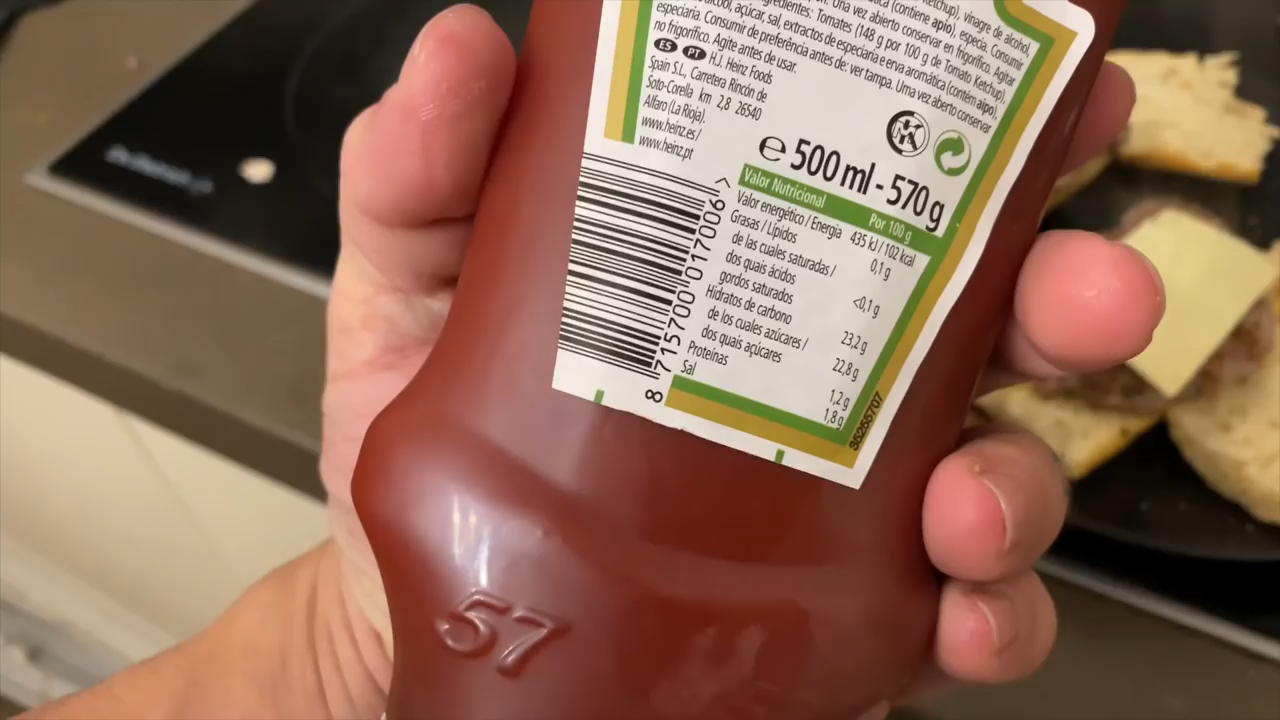 Ketchup), vinagre de alcohol,
(contiene apio), especia. Consumir
Una vez abierto conservar en frigorífico. Agitar
Ingredientes: Tomates (148 g por 100 g de Tomato Ketchup),
alcool, açúcar, sal, extractos de especiaria e erva aromática (contém aipo),
especiaria. Consumir de preferência antes de: ver tampa. Uma vez aberto conservar
no frigorífico. Agite antes de usar.
ES PT H.J. Heinz Foods
Spain S.L., Carretera Rincón de
Soto-Corella km 2,8 26540
Alfaro (La Rioja).
www.heinz.es /
www.heinz.pt
K
e 500 ml - 570 g
Valor Nutricional Por 100 g
Valor energético / Energia 435 kJ / 102 kcal
Grasas / Lípidos 0,1 g
de las cuales saturadas /
dos quais ácidos
gordos saturados <0,1 g
Hidratos de carbono 23,2 g
de los cuales azúcares /
dos quais açúcares 22,8 g
Proteínas 1,2 g
Sal 1,8 g
8 715700 017006 >
36255707
57